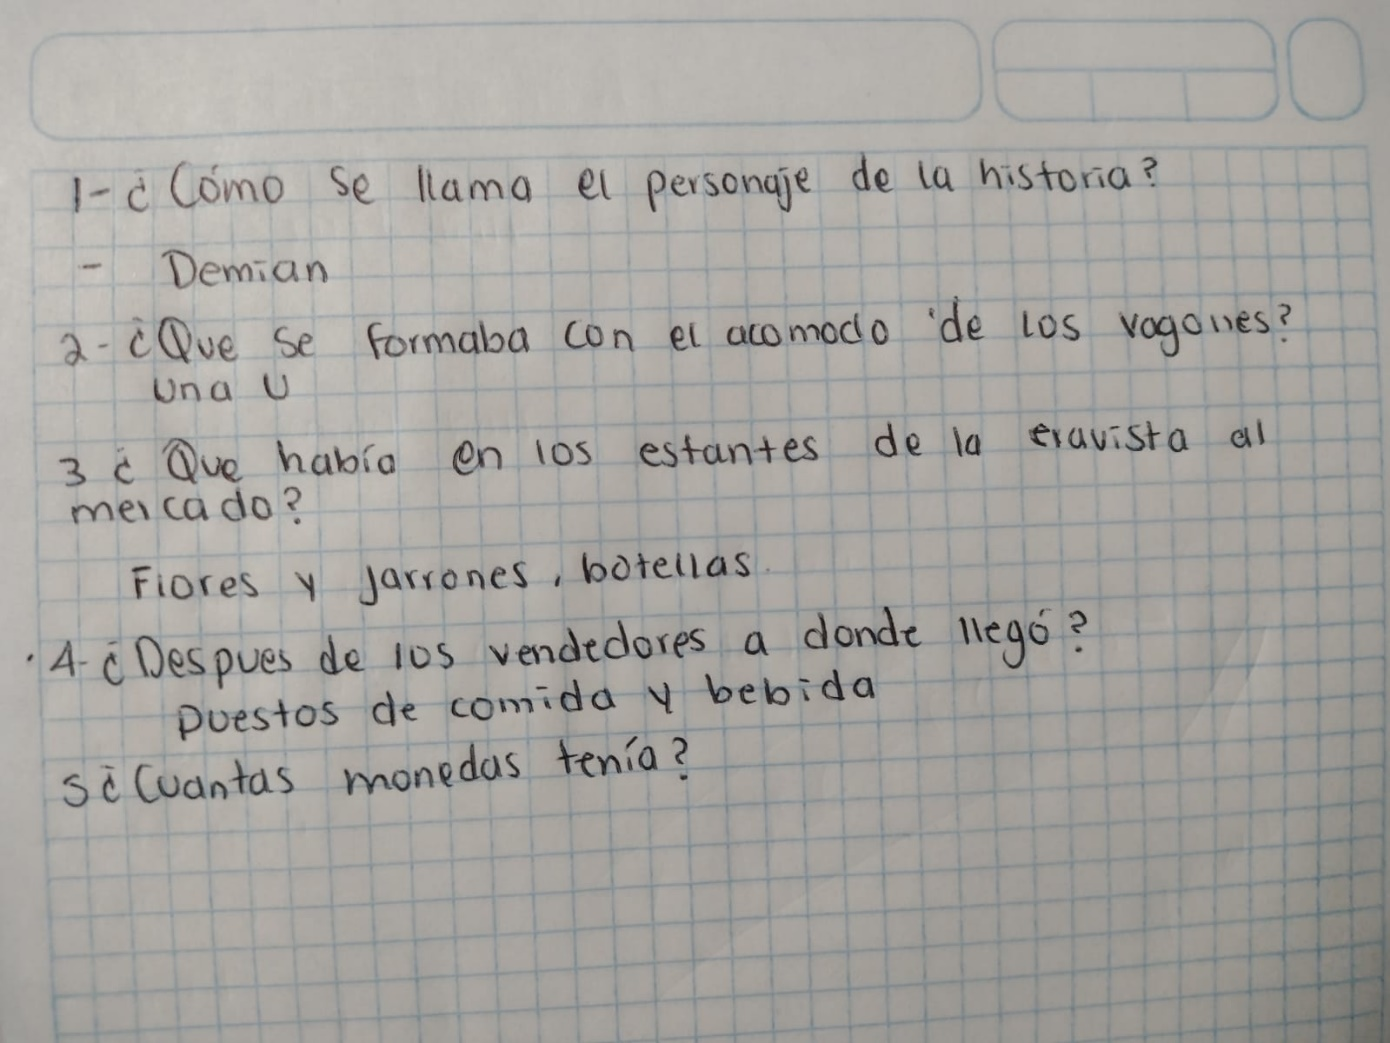 1- ¿Cómo se llama el personaje de la historia?
- Demian
2- ¿Que se formaba con el acomodo de los vagones?
una U
3 ¿ Que había en los estantes de la
al
mercado?
Flores y jarrones, botellas.
4- ¿Despues de los vendedores a donde llegó?
puestos de comida y bebida
5 ¿Cuantas monedas tenía?